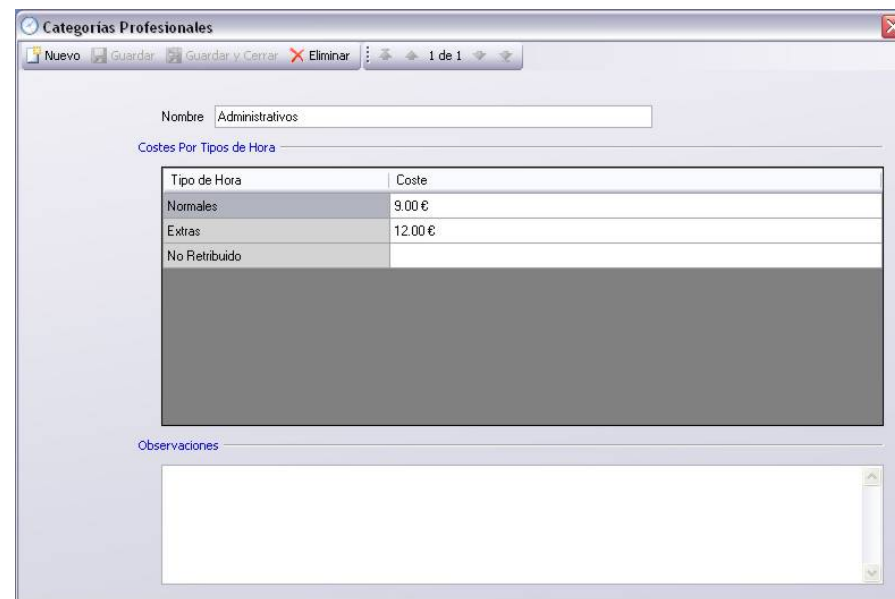 Categorías Profesionales
Nuevo Guardar Guardar y Cerrar Eliminar 1 de 1
Nombre Administrativos
Costes Por Tipos de Hora
Tipo de Hora Coste
Normales 9.00 €
Extras 12.00 €
No Retribuido
Observaciones